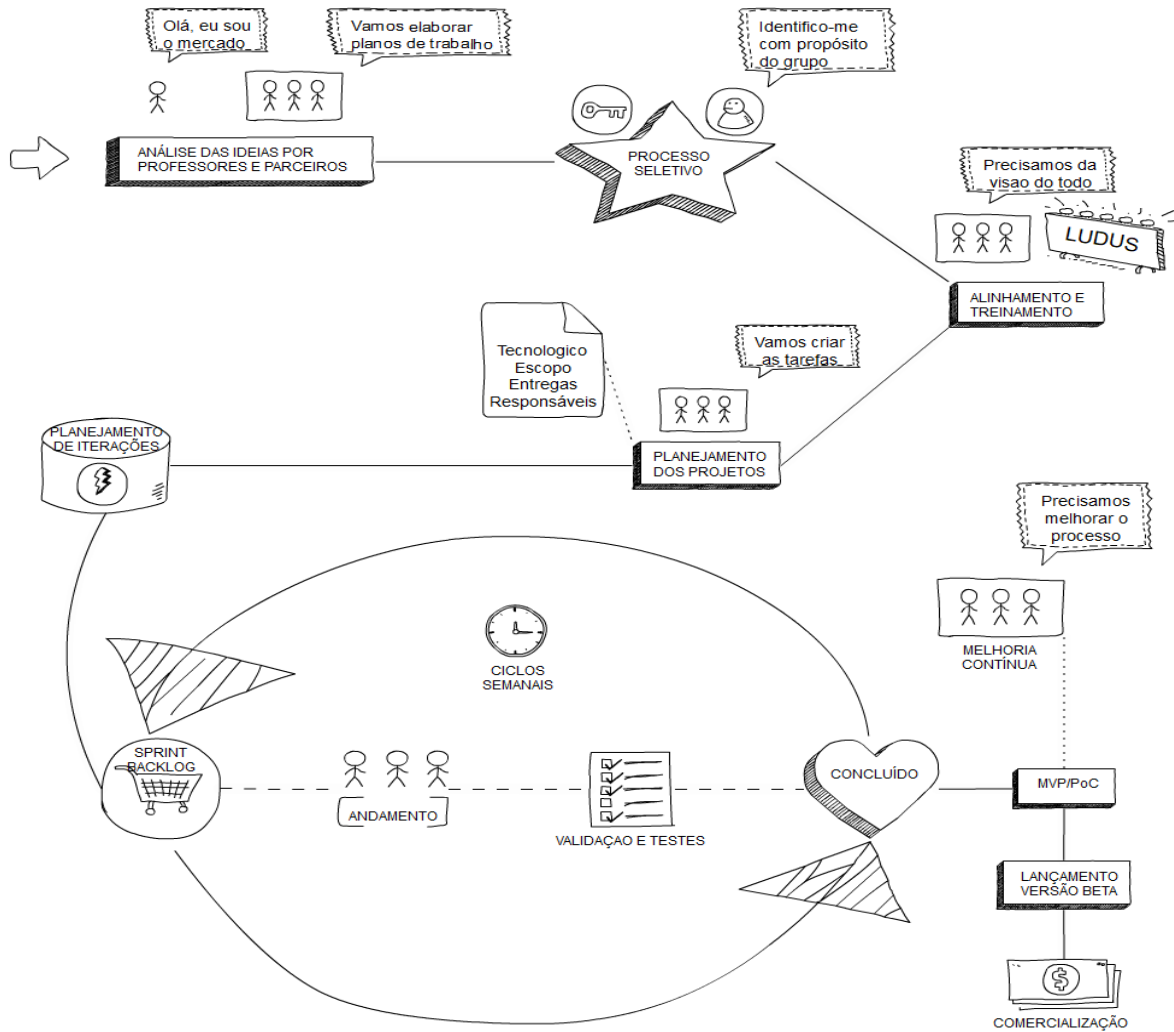 Olá, eu sou
o mercado
Vamos elaborar
planos de trabalho
Identifico-me
com propósito
do grupo
ANÁLISE DAS IDEIAS POR
PROFESSORES E PARCEIROS
PROCESSO
SELETIVO
Precisamos da
visao do todo
LUDUS
ALINHAMENTO E
TREINAMENTO
Tecnologico
Escopo
Entregas
Responsáveis
Vamos criar
as tarefas
PLANEJAMENTO
DOS PROJETOS
PLANEJAMENTO
DE ITERAÇÕES
Precisamos
melhorar o
processo
MELHORIA
CONTÍNUA
CICLOS
SEMANAIS
SPRINT
BACKLOG
ANDAMENTO
VALIDAÇAO E TESTES
CONCLUÍDO
MVP/PoC
LANÇAMENTO
VERSÃO BETA
$
COMERCIALIZAÇÃO